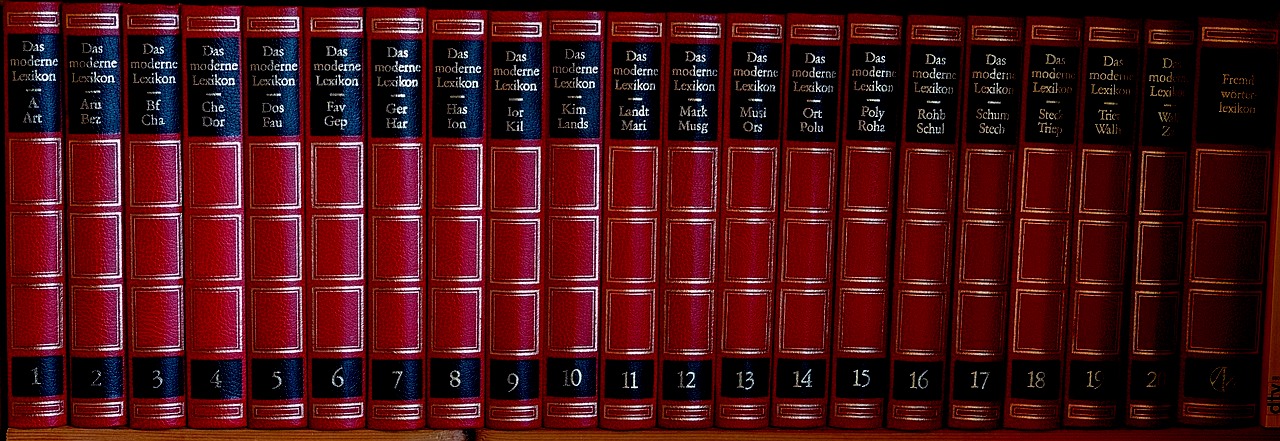 Das
moderne
Lexikon
A
Art
1
Das
moderne
Lexikon
Aru
Bez
2
Das
moderne
Lexikon
Bf
Cha
3
Das
moderne
Lexikon
Che
Dor
4
Das
moderne
Lexikon
Dos
Fau
5
Das
moderne
Lexikon
Fav
Gep
6
Das
moderne
Lexikon
Ger
Har
7
Das
moderne
Lexikon
Has
Ion
8
Das
moderne
Lexikon
Ior
Kil
9
Das
moderne
Lexikon
Kim
Lands
10
Das
moderne
Lexikon
Landt
Mari
11
Das
moderne
Lexikon
Mark
Musg
12
Das
moderne
Lexikon
Musi
Ors
13
Das
moderne
Lexikon
Ort
Polu
14
Das
moderne
Lexikon
Poly
Roha
15
Das
moderne
Lexikon
Rohb
Schul
16
Das
moderne
Lexikon
Schum
Stech
17
Das
moderne
Lexikon
Steck
Triep
18
Das
moderne
Lexikon
Trier
Walh
19
Das
moderne
Lexikon
20
Fremd
wörter
lexikon